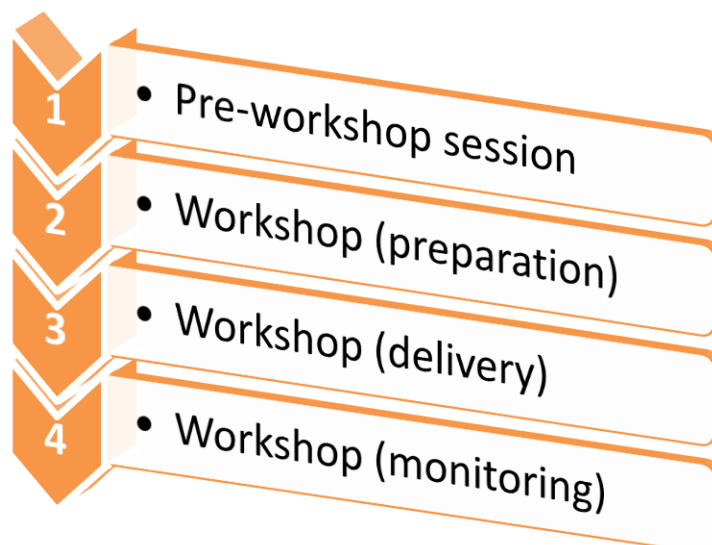 1
• Pre-workshop session
2
• Workshop (preparation)
3
• Workshop (delivery)
4
• Workshop (monitoring)